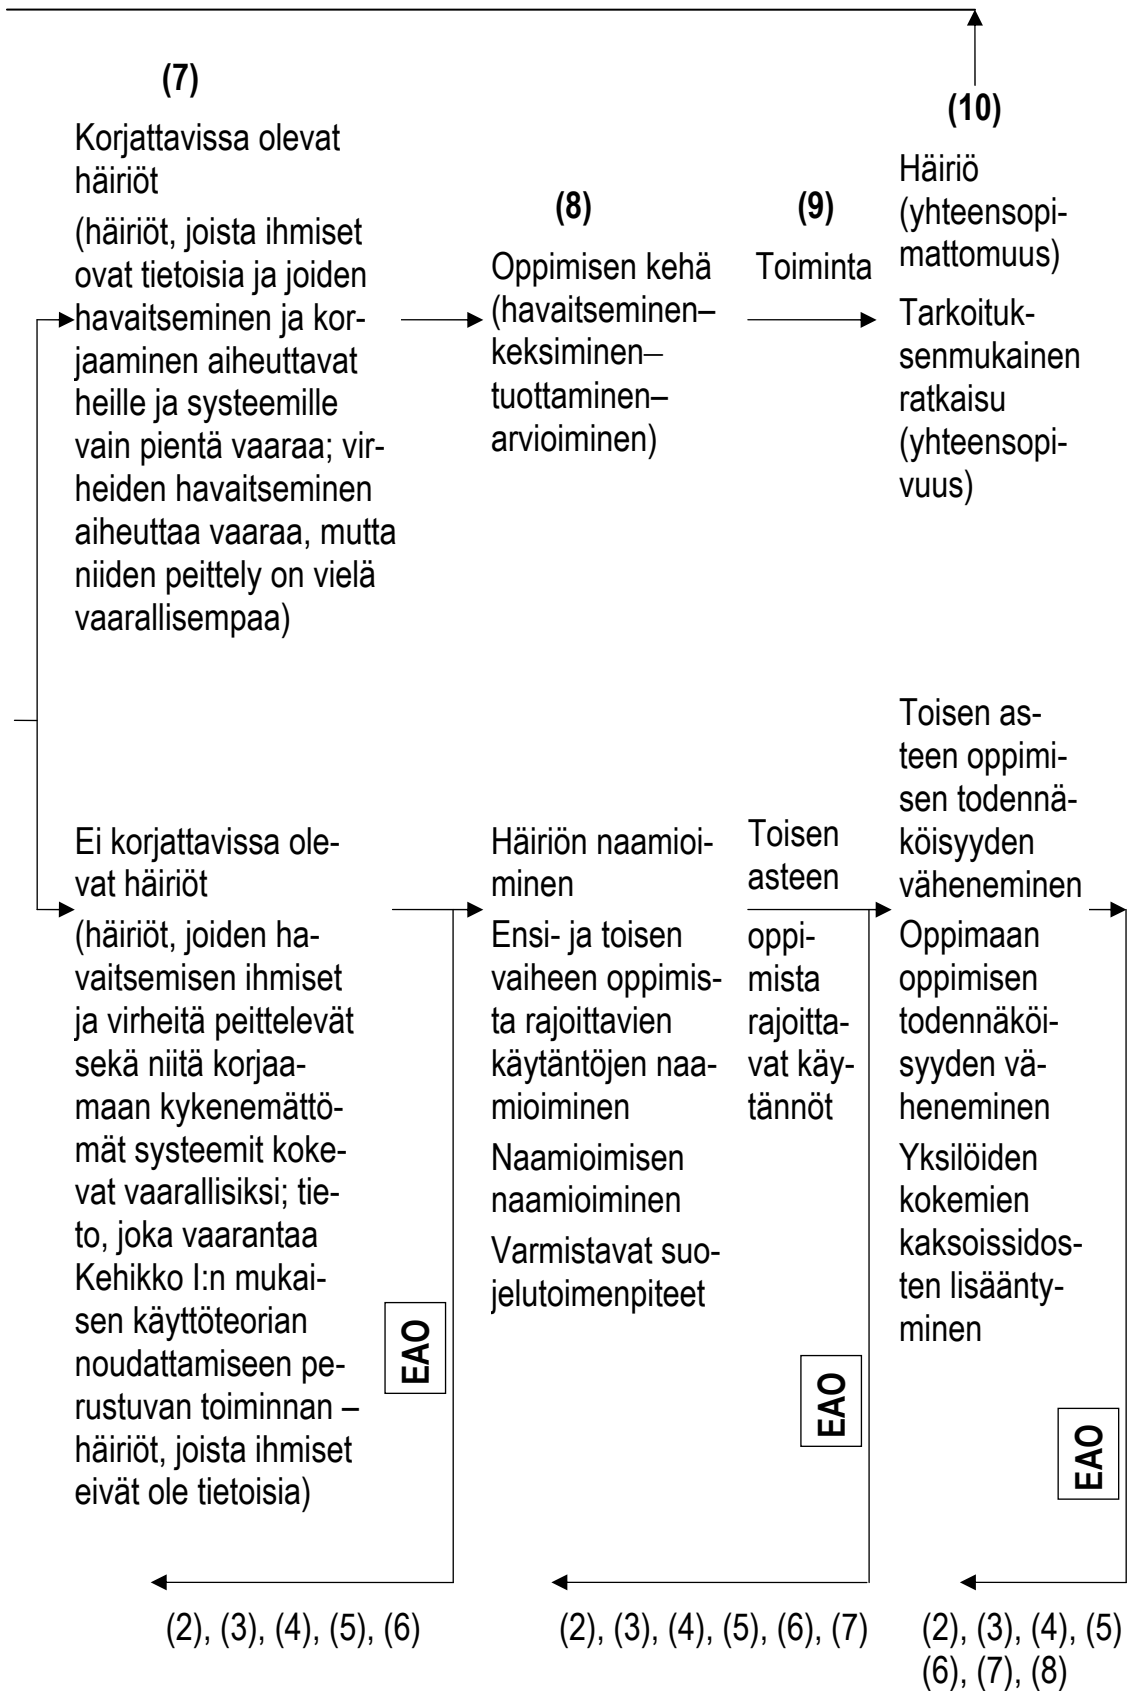 (7)
Korjattavissa olevat
häiriöt
(häiriöt, joista ihmiset
ovat tietoisia ja joiden
havaitseminen ja kor-
jaaminen aiheuttavat
heille ja systeemille
vain pientä vaaraa; vir-
heiden havaitseminen
aiheuttaa vaaraa, mutta
niiden peittely on vielä
vaarallisempaa)
(8)
Oppimisen kehä
(havaitseminen–
keksiminen–
tuottaminen–
arvioiminen)
(9)
Toiminta
(10)
Häiriö
(yhteensopi-
mattomuus)
Tarkoituk-
senmukainen
ratkaisu
(yhteensopi-
vuus)
Ei korjattavissa ole-
vat häiriöt
(häiriöt, joiden ha-
vaitsemisen ihmiset
ja virheitä peittelevät
sekä niitä korjaa-
maan kykenemättö-
mät systeemit koke-
vat vaarallisiksi; tie-
to, joka vaarantaa
Kehikko I:n mukai-
sen käyttöteorian
noudattamiseen pe-
rustuvan toiminnan –
häiriöt, joista ihmiset
eivät ole tietoisia)
EAO
(2), (3), (4), (5), (6)
Häiriön naamioi-
minen
Ensi- ja toisen
vaiheen oppimis-
ta rajoittavien
käytäntöjen naa-
mioiminen
Naamioimisen
naamioiminen
Varmistavat suo-
jelutoimenpiteet
Toisen
asteen
oppi-
mista
rajoitta-
vat käy-
tännöt
EAO
(2), (3), (4), (5), (6), (7)
Toisen as-
teen oppimi-
sen todennä-
köisyyden
väheneminen
Oppimaan
oppimisen
todennäköi-
syyden vä-
heneminen
Yksilöiden
kokemien
kaksoissidos-
ten lisäänty-
minen
EAO
(2), (3), (4), (5)
(6), (7), (8)